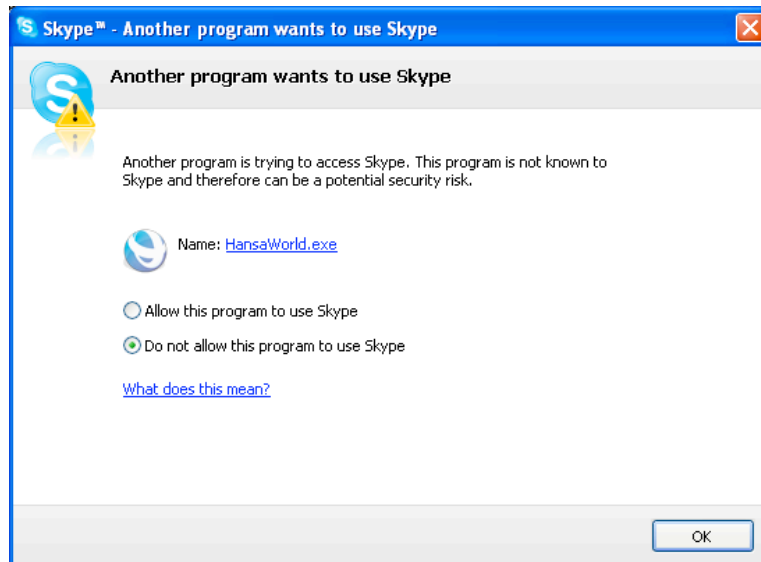 Skype™ - Another program wants to use Skype
Another program wants to use Skype
Another program is trying to access Skype. This program is not known to
Skype and therefore can be a potential security risk.
Name: HansaWorld.exe
Allow this program to use Skype
Do not allow this program to use Skype
What does this mean?
OK